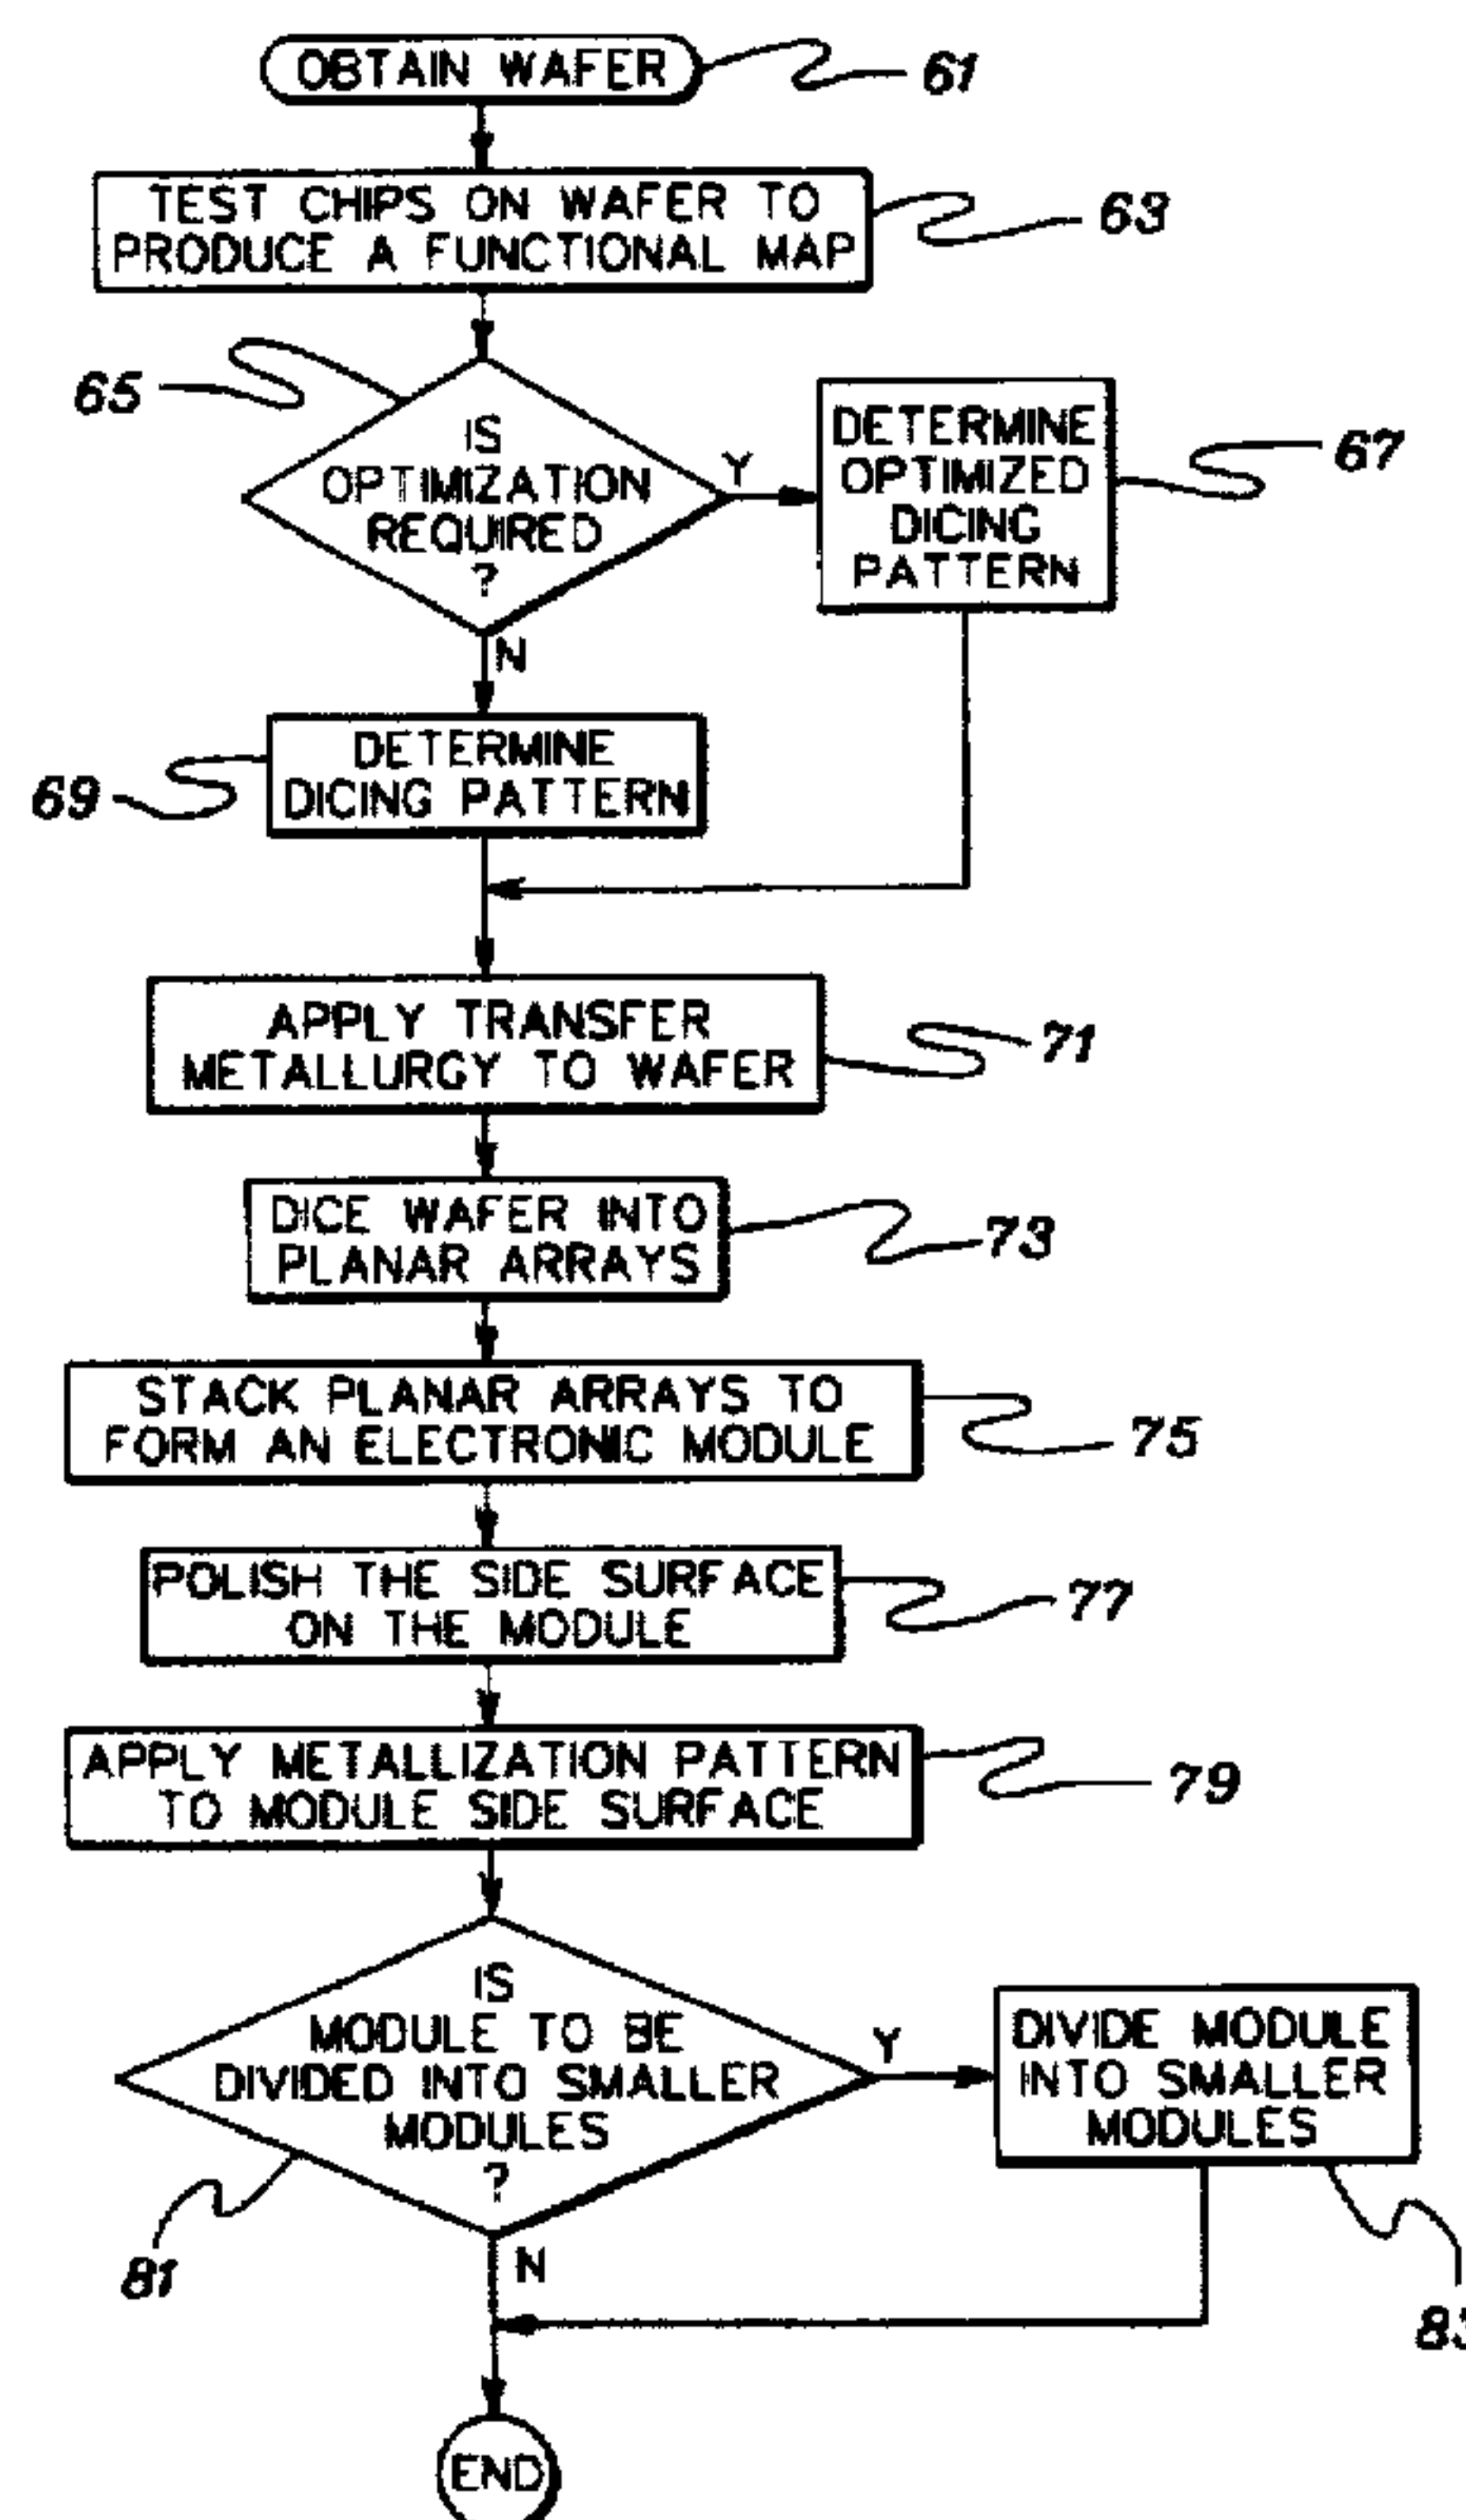 OBTAIN WAFER
61
TEST CHIPS ON WAFER TO
PRODUCE A FUNCTIONAL MAP
63
65
IS
OPTIMIZATION
REQUIRED
?
Y
DETERMINE
OPTIMIZED
DICING
PATTERN
67
N
DETERMINE
DICING PATTERN
69
APPLY TRANSFER
METALLURGY TO WAFER
71
DICE WAFER INTO
PLANAR ARRAYS
73
STACK PLANAR ARRAYS TO
FORM AN ELECTRONIC MODULE
75
POLISH THE SIDE SURFACE
ON THE MODULE
77
APPLY METALLIZATION PATTERN
TO MODULE SIDE SURFACE
79
IS
MODULE TO BE
DIVIDED INTO SMALLER
MODULES
?
Y
DIVIDE MODULE
INTO SMALLER
MODULES
81
N
83
END